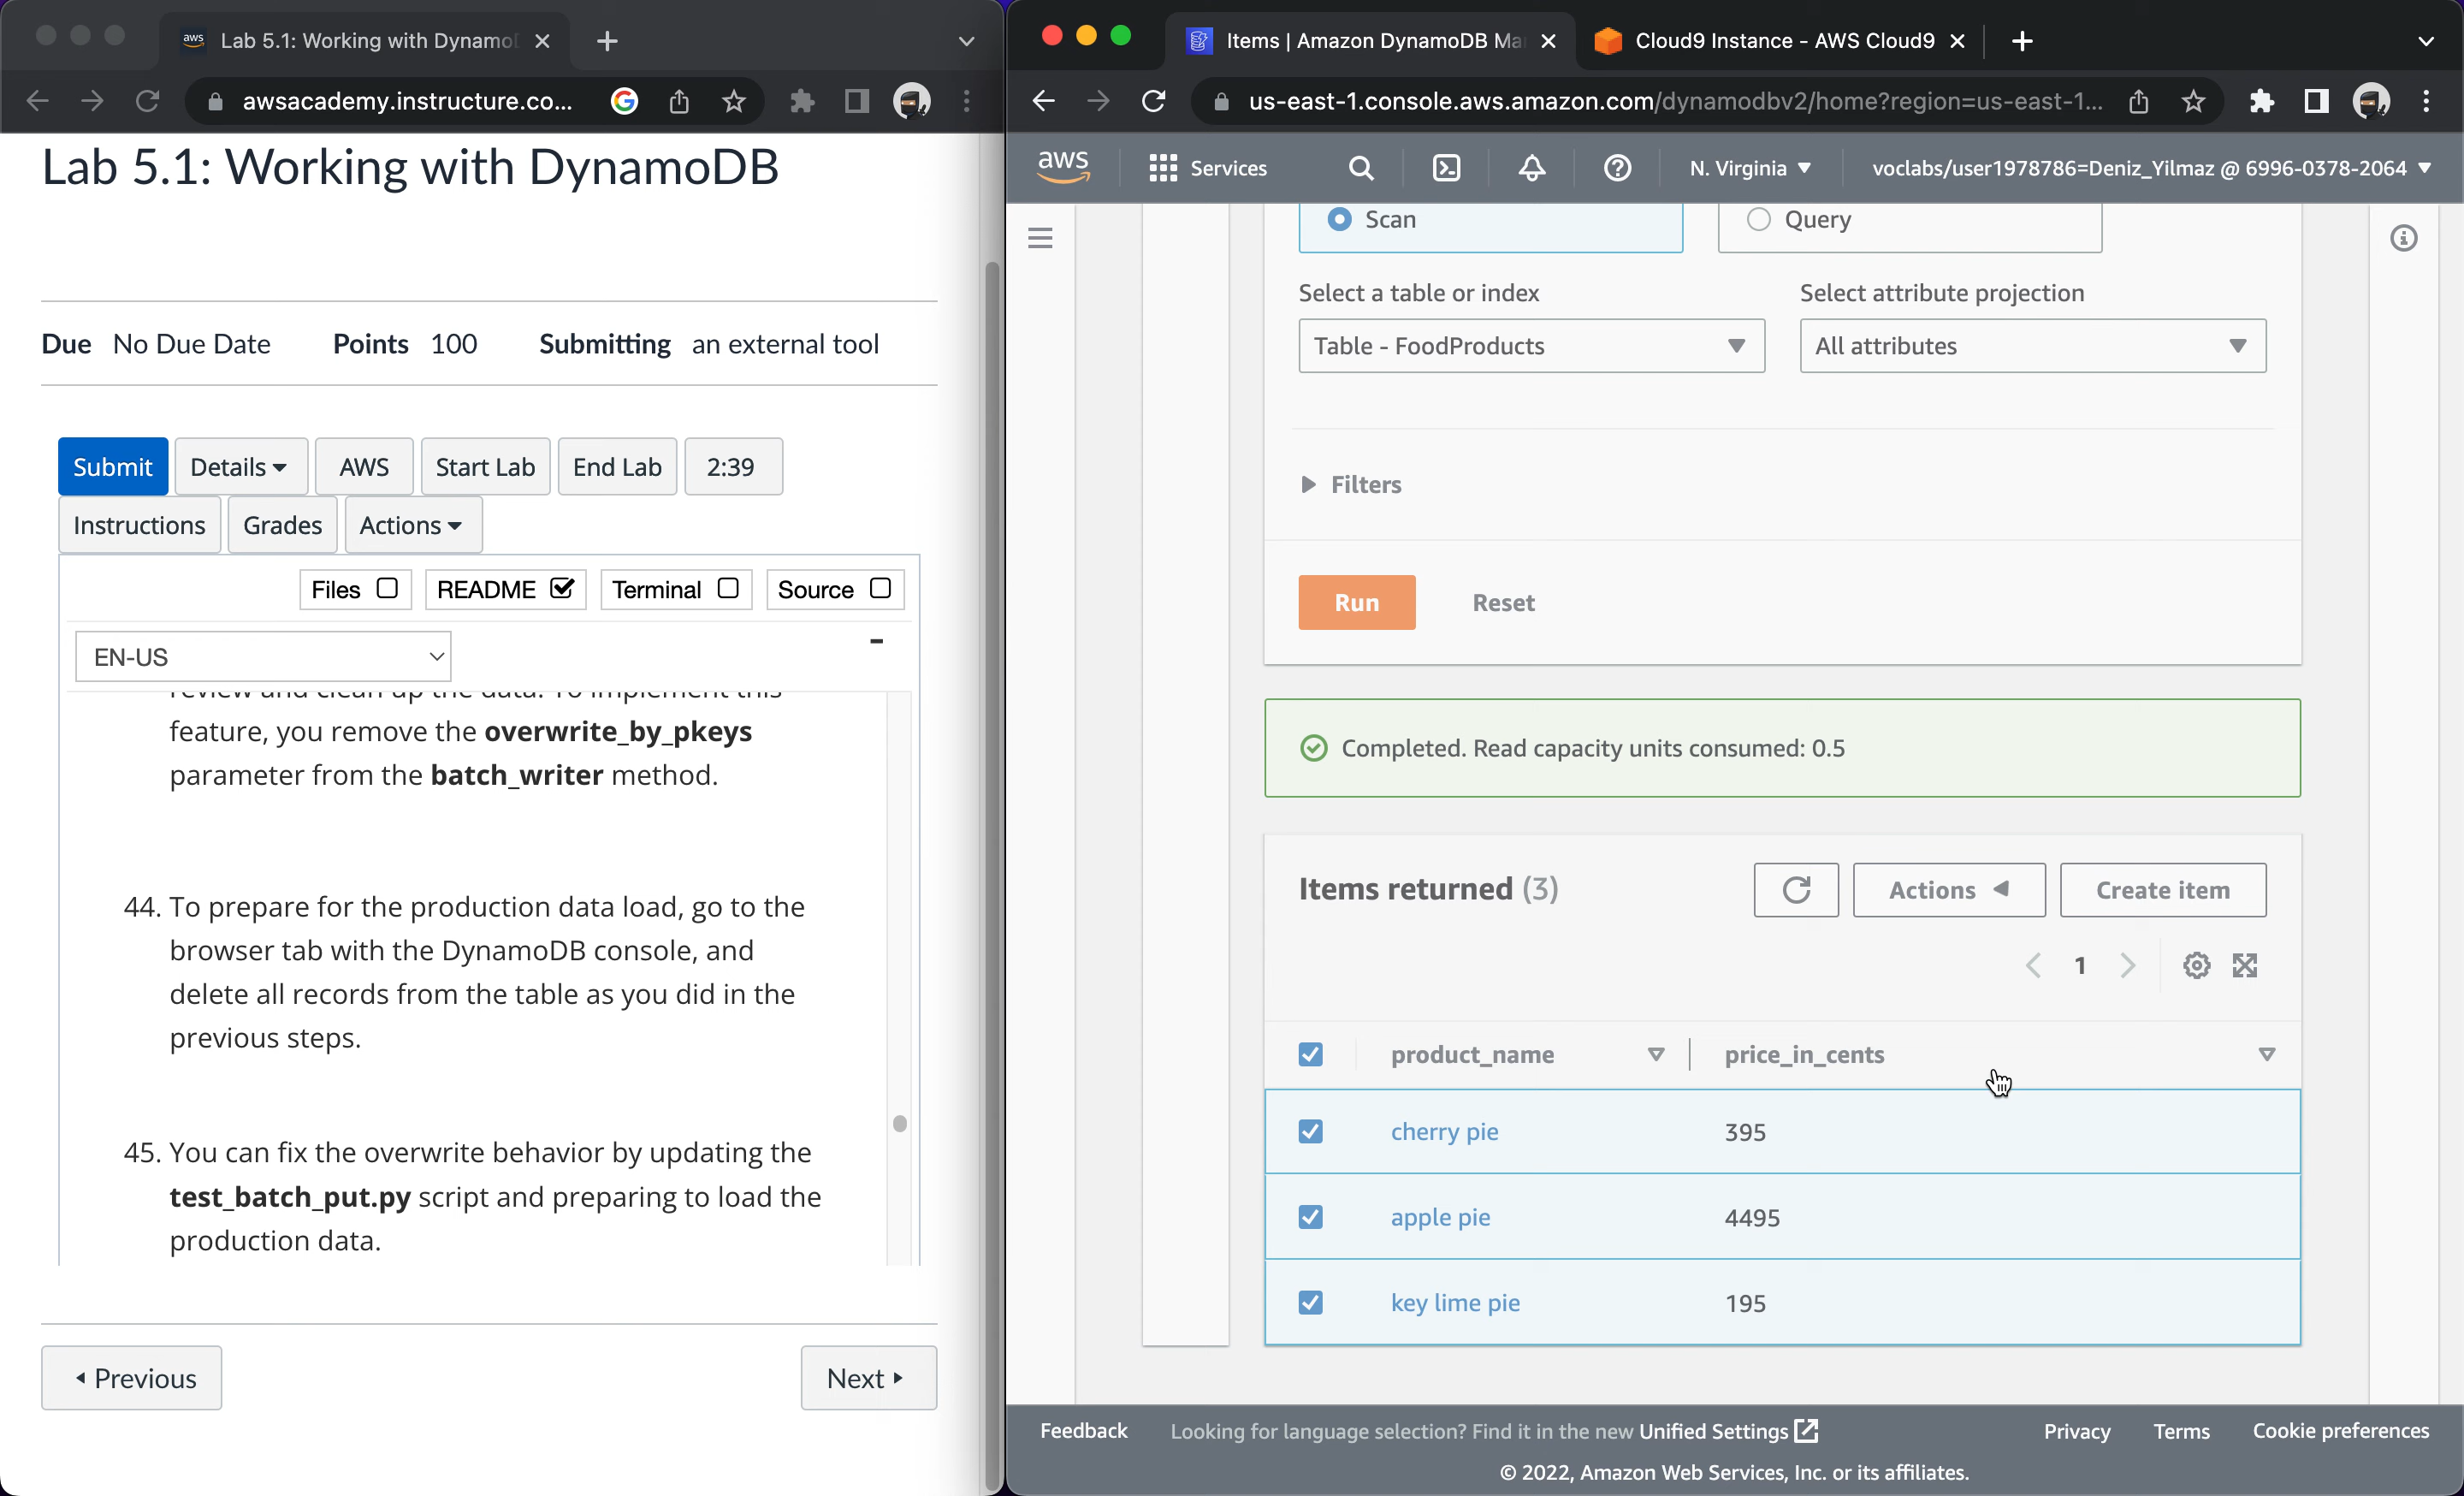 aws Lab 5.1: Working with Dynamo
awsacademy.instructure.co...
Lab 5.1: Working with DynamoDB
Due No Due Date Points 100 Submitting an external tool
Submit Details AWS Start Lab End Lab 2:39
Instructions Grades Actions
Files README Terminal Source
EN-US
review and clean up the data. To implement this
feature, you remove the overwrite_by_pkeys
parameter from the batch_writer method.
44. To prepare for the production data load, go to the
browser tab with the DynamoDB console, and
delete all records from the table as you did in the
previous steps.
45. You can fix the overwrite behavior by updating the
test_batch_put.py script and preparing to load the
production data.
Previous Next
Items | Amazon DynamoDB Ma Cloud9 Instance - AWS Cloud9
us-east-1.console.aws.amazon.com/dynamodbv2/home?region=us-east-1...
aws Services N. Virginia voclabs/user1978786=Deniz_Yilmaz @ 6996-0378-2064
Scan Query
Select a table or index Select attribute projection
Table - FoodProducts All attributes
Filters
Run Reset
Completed. Read capacity units consumed: 0.5
Items returned (3) Actions Create item
1
product_name price_in_cents
cherry pie 395
apple pie 4495
key lime pie 195
Feedback Looking for language selection? Find it in the new Unified Settings Privacy Terms Cookie preferences
© 2022, Amazon Web Services, Inc. or its affiliates.